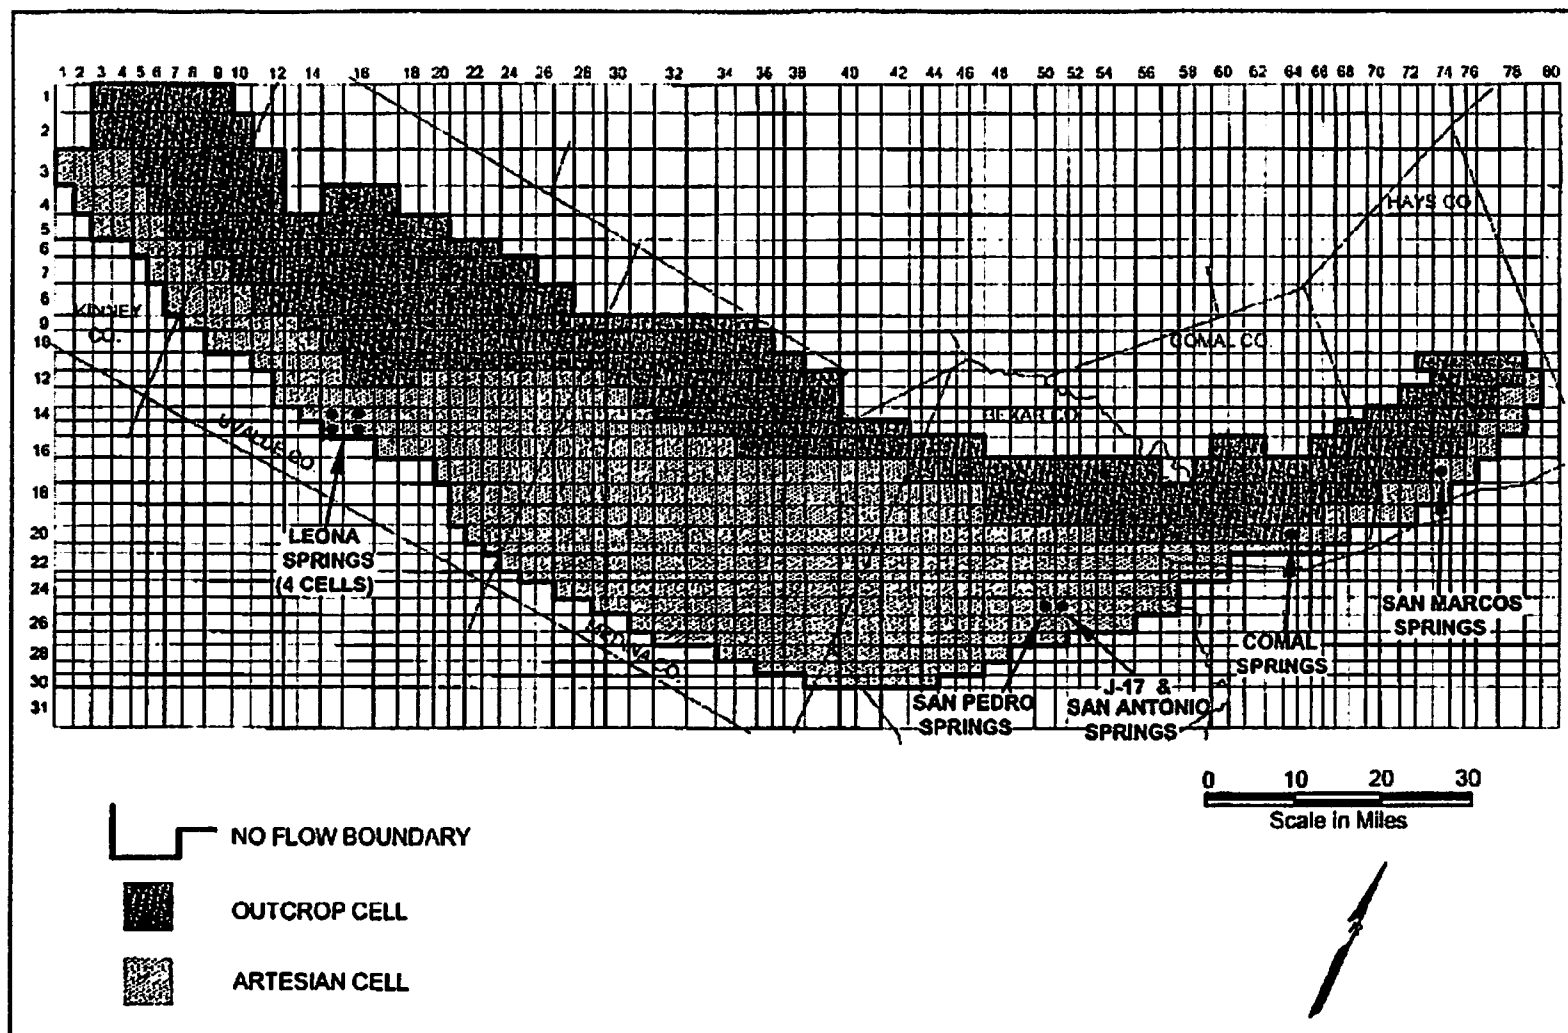 1 2 3 4 5 6 7 8 9 10 12 14 16 18 20 22 24 26 28 30 32 34 36 38 40 42 44 46 48 50 52 54 56 58 60 62 64 66 68 70 72 74 76 78 80
1
2
3
4
5
6
7
8
9
10
12
14
16
18
20
22
24
26
28
30
31
HAYS CO
KINNEY
CO.
COMAL CO.
BEXAR CO.
UVALDE CO.
MEDINA CO.
LEONA
SPRINGS
(4 CELLS)
SAN MARCOS
SPRINGS
COMAL
SPRINGS
SAN PEDRO
SPRINGS
J-17 &
SAN ANTONIO
SPRINGS
0 10 20 30
Scale in Miles
NO FLOW BOUNDARY
OUTCROP CELL
ARTESIAN CELL